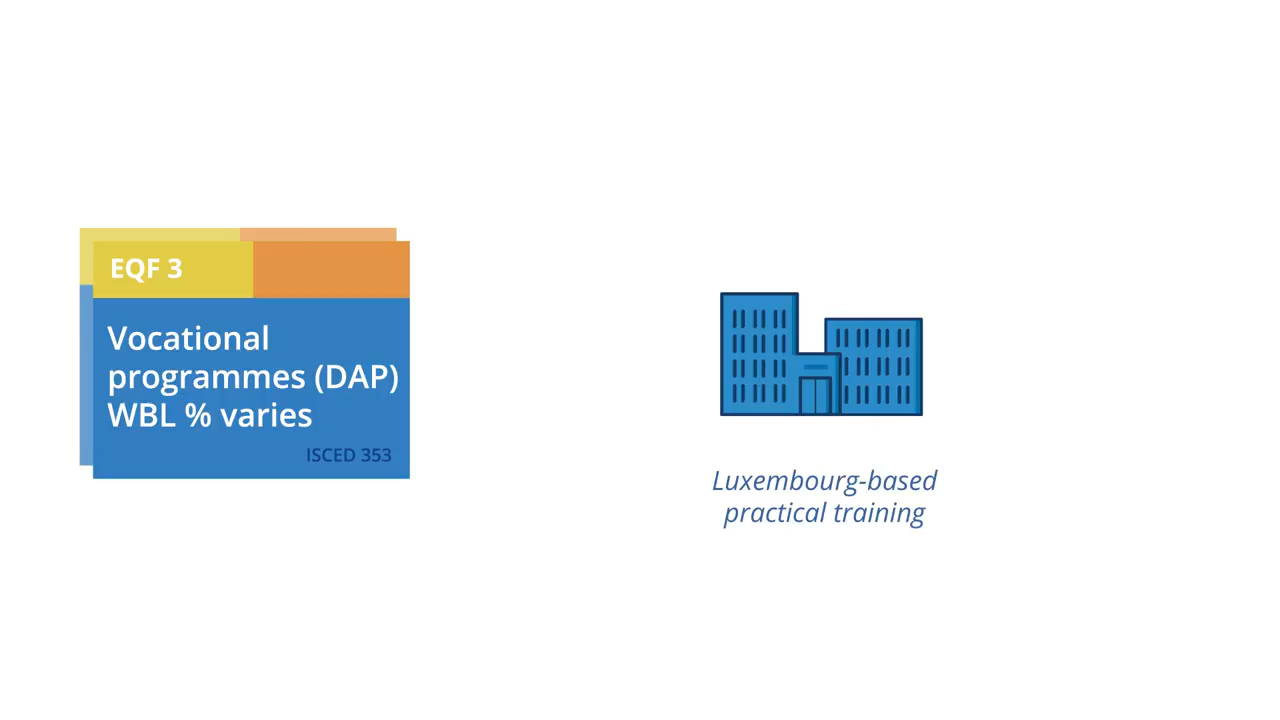 EQF 3
Vocational
programmes (DAP)
WBL % varies
ISCED 353
Luxembourg-based
practical training